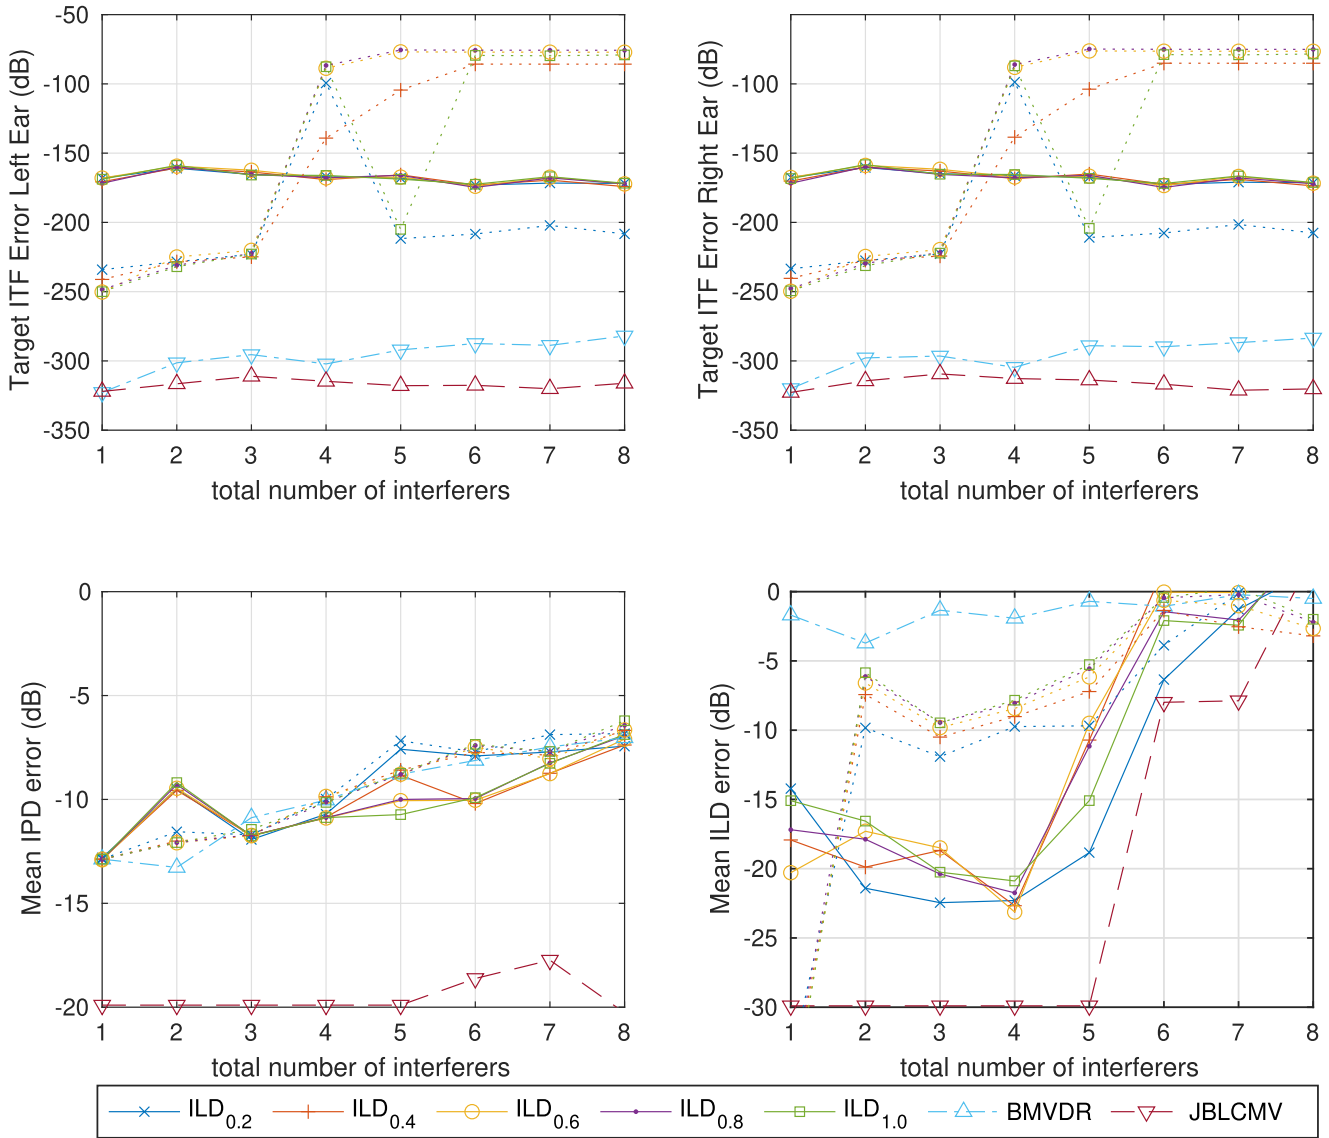 -50
-100
-150
-200
-250
-300
-350
Target ITF Error Left Ear (dB)
1 2 3 4 5 6 7 8
total number of interferers
-50
-100
-150
-200
-250
-300
-350
Target ITF Error Right Ear (dB)
1 2 3 4 5 6 7 8
total number of interferers
0
-5
-10
-15
-20
Mean IPD error (dB)
1 2 3 4 5 6 7 8
total number of interferers
0
-5
-10
-15
-20
-25
-30
Mean ILD error (dB)
1 2 3 4 5 6 7 8
total number of interferers
ILD0.2 ILD0.4 ILD0.6 ILD0.8 ILD1.0 BMVDR JBLCMV